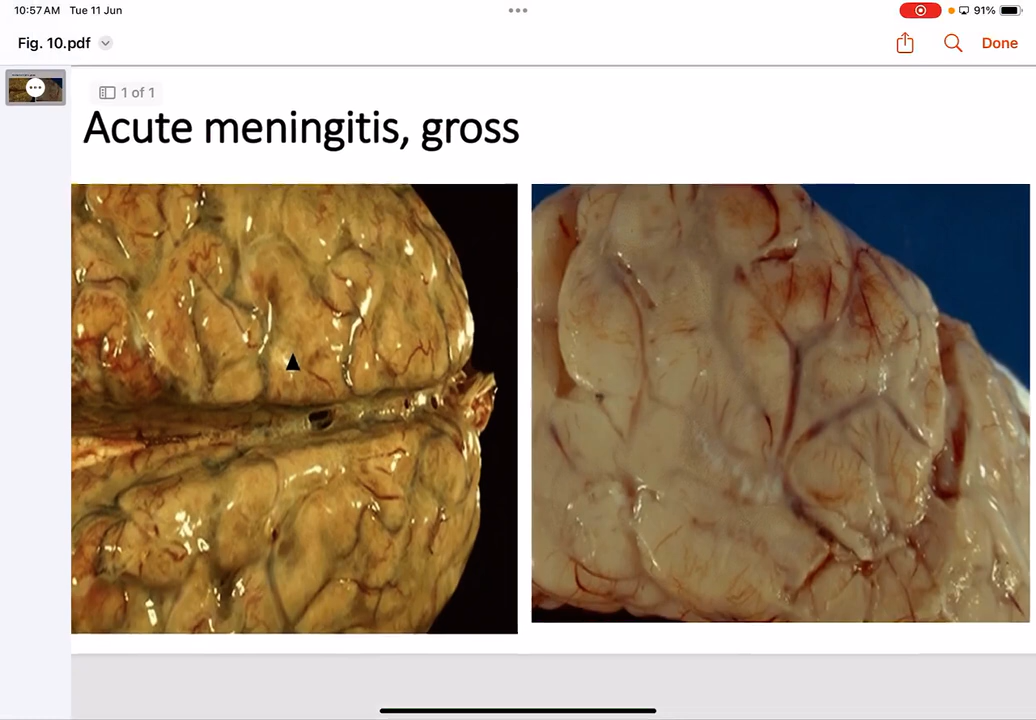 10:57 AM Tue 11 Jun
91%
Fig. 10.pdf
Done
1 of 1
Acute meningitis, gross